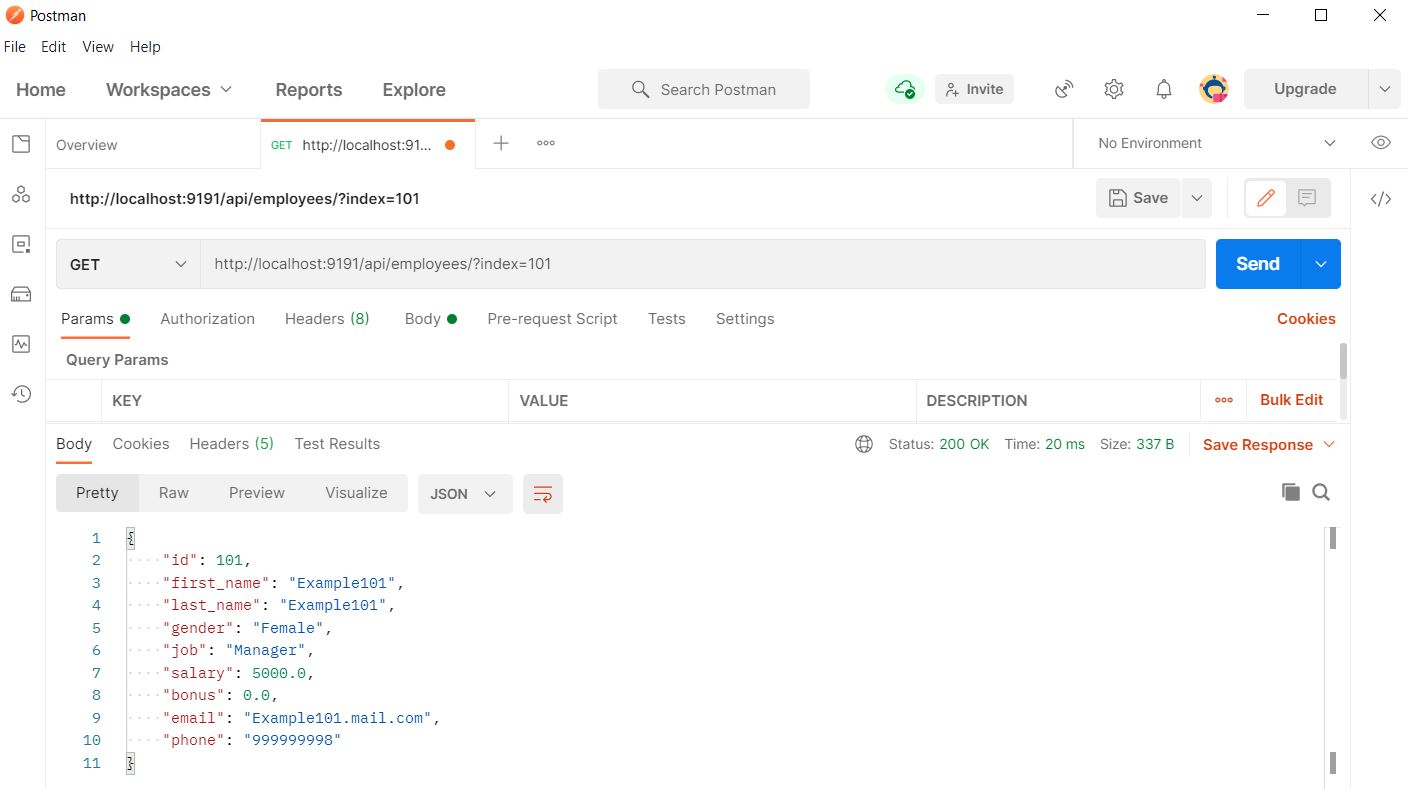 Postman
File Edit View Help
Home Workspaces Reports Explore Search Postman Invite Upgrade
Overview GET http://localhost:91... No Environment
http://localhost:9191/api/employees/?index=101 Save
GET http://localhost:9191/api/employees/?index=101 Send
Params Authorization Headers (8) Body Pre-request Script Tests Settings Cookies
Query Params
KEY VALUE DESCRIPTION Bulk Edit
Body Cookies Headers (5) Test Results Status: 200 OK Time: 20 ms Size: 337 B Save Response
Pretty Raw Preview Visualize JSON
1 {
2 "id": 101,
3 "first_name": "Example101",
4 "last_name": "Example101",
5 "gender": "Female",
6 "job": "Manager",
7 "salary": 5000.0,
8 "bonus": 0.0,
9 "email": "Example101.mail.com",
10 "phone": "999999998"
11 }